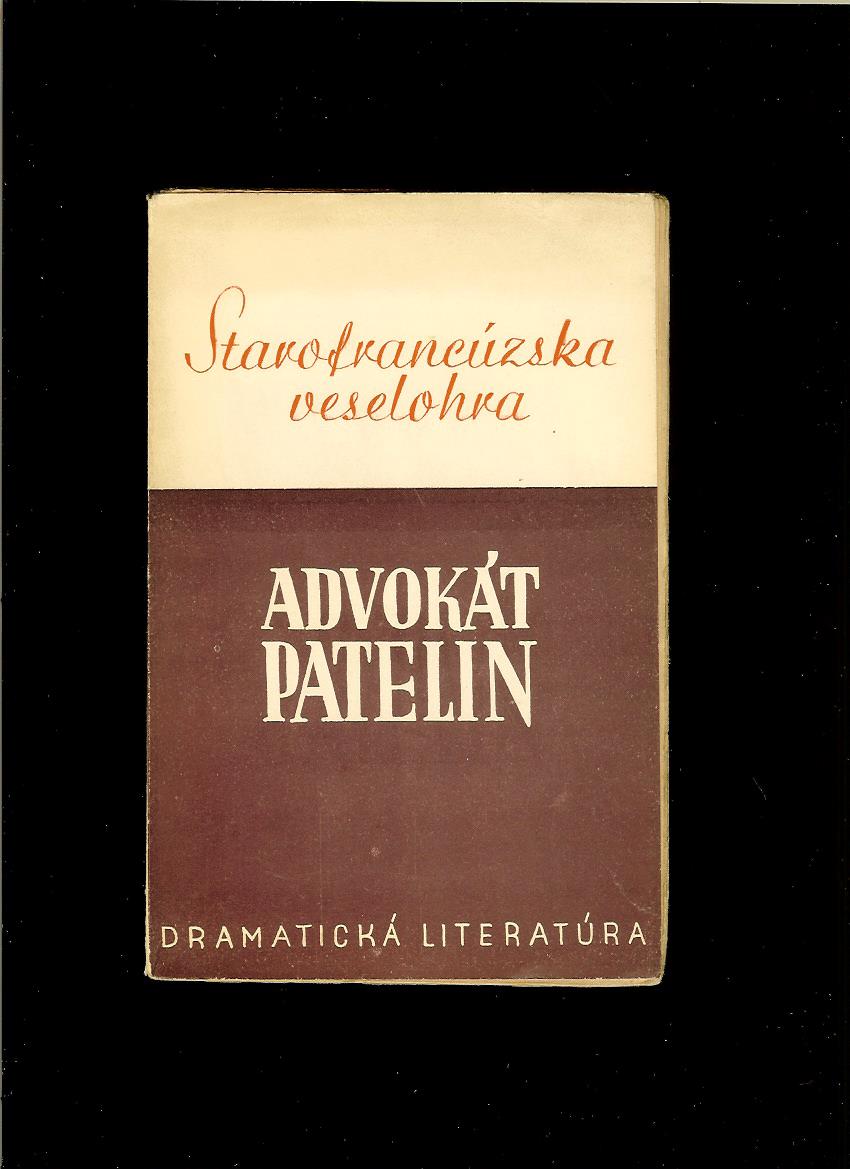 Starofrancúzska
veselohra
ADVOKÁT
PATELIN
DRAMATICKÁ LITERATÚRA